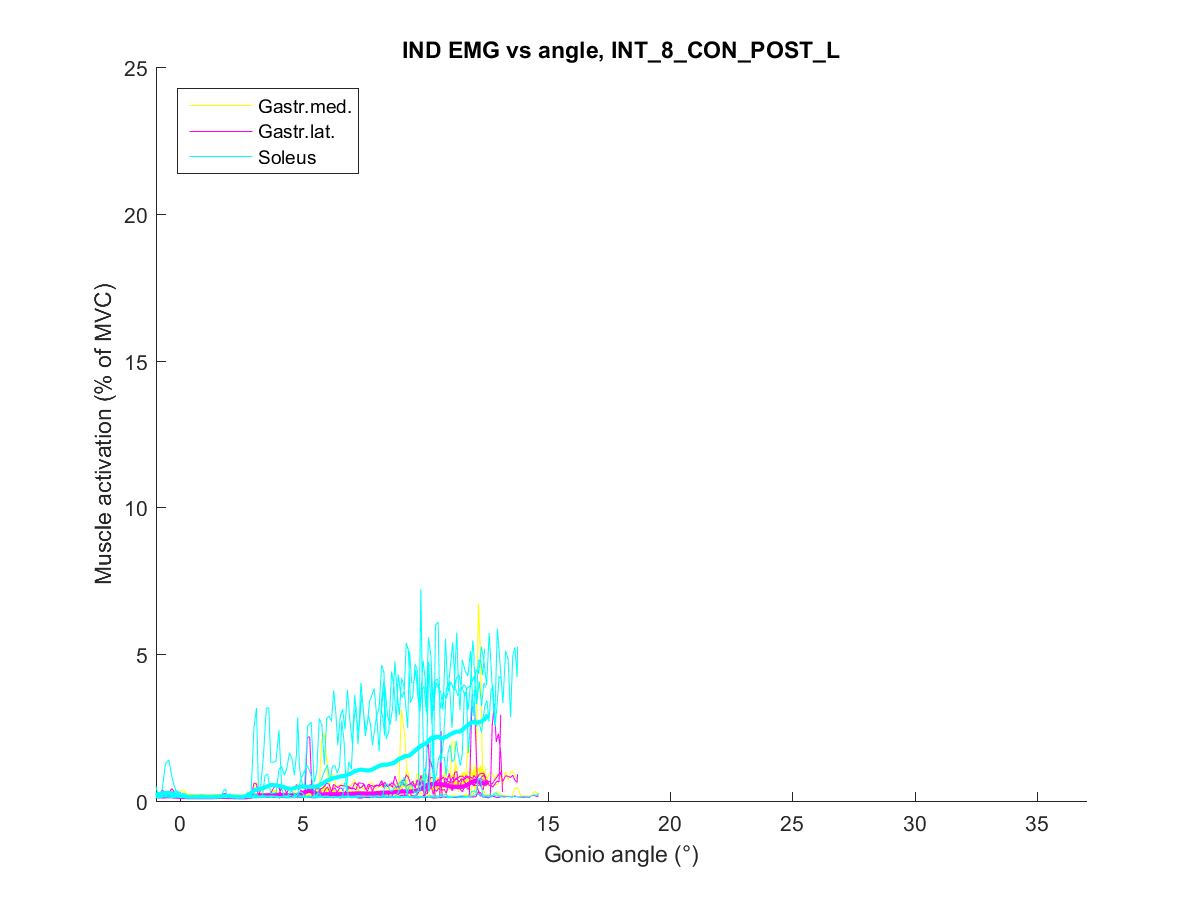 IND EMG vs angle, INT_8_CON_POST_L
25
20
15
10
5
0
Muscle activation (% of MVC)
Gastr.med.
Gastr.lat.
Soleus
0 5 10 15 20 25 30 35
Gonio angle (°)